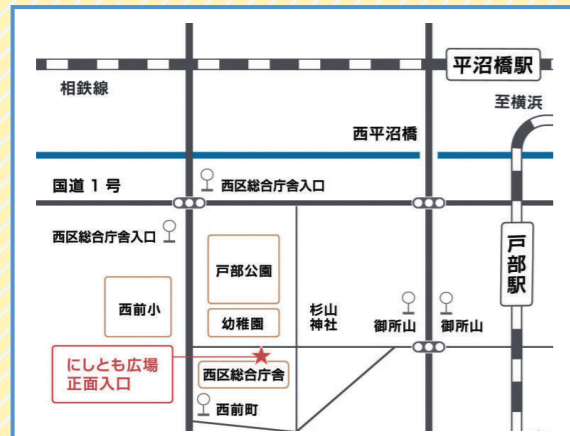 平沼橋駅
相鉄線
至横浜
西平沼橋
国道1号
西区総合庁舎入口
西区総合庁舎入口
戸部駅
戸部公園
西前小
幼稚園
杉山
神社
御所山
御所山
にしとも広場
正面入口
西区総合庁舎
西前町